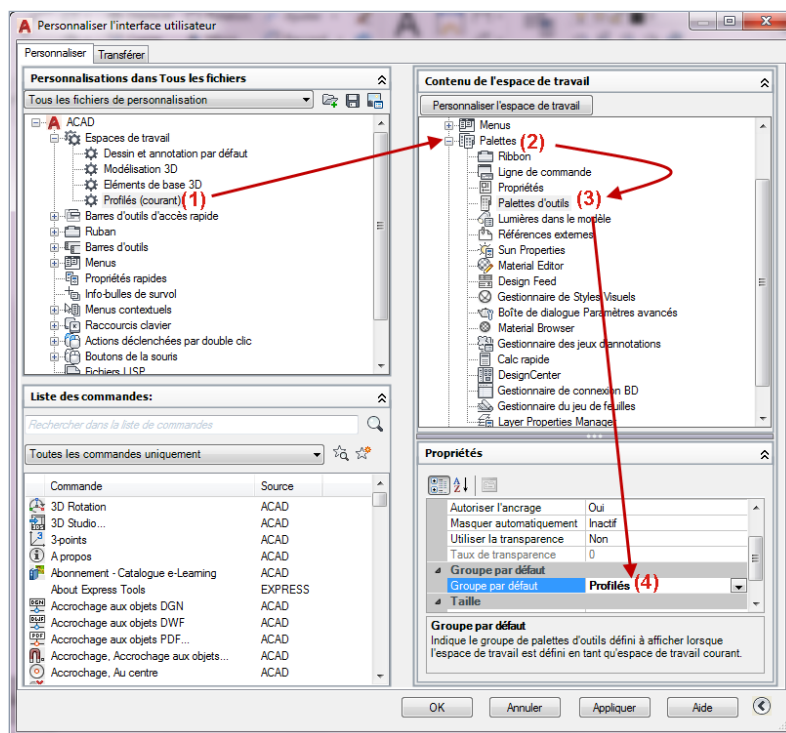 Personnaliser l'interface utilisateur
Personnaliser
Transférer
Personnalisations dans Tous les fichiers
Tous les fichiers de personnalisation
ACAD
Espaces de travail
Dessin et annotation par défaut
Modélisation 3D
Eléments de base 3D
Profilés (courant) (1)
Barres d'outils d'accès rapide
Ruban
Barres d'outils
Menus
Propriétés rapides
Info-bulles de survol
Menus contextuels
Raccourcis clavier
Actions déclenchées par double clic
Boutons de la souris
Fichiers LISP
Liste des commandes:
Rechercher dans la liste de commandes
Toutes les commandes uniquement
Commande Source
3D Rotation ACAD
3D Studio... ACAD
3-points ACAD
A propos ACAD
Abonnement - Catalogue e-Learning ACAD
About Express Tools EXPRESS
Accrochage aux objets DGN ACAD
Accrochage aux objets DWF ACAD
Accrochage aux objets PDF... ACAD
Accrochage, Accrochage aux objets... ACAD
Accrochage, Au centre ACAD
Contenu de l'espace de travail
Personnaliser l'espace de travail
Menus
Palettes (2)
Ribbon
Ligne de commande
Propriétés
Palettes d'outils (3)
Lumières dans le modèle
Références externes
Sun Properties
Material Editor
Design Feed
Gestionnaire de Styles Visuels
Boîte de dialogue Paramètres avancés
Material Browser
Gestionnaire des jeux d'annotations
Calc rapide
DesignCenter
Gestionnaire de connexion BD
Gestionnaire du jeu de feuilles
Layer Properties Manager
Propriétés
Autoriser l'ancrage Oui
Masquer automatiquement Inactif
Utiliser la transparence Non
Taux de transparence 0
Groupe par défaut
Groupe par défaut Profilés (4)
Taille
Groupe par défaut
Indique le groupe de palettes d'outils défini à afficher lorsque
l'espace de travail est défini en tant qu'espace de travail courant.
OK Annuler Appliquer Aide